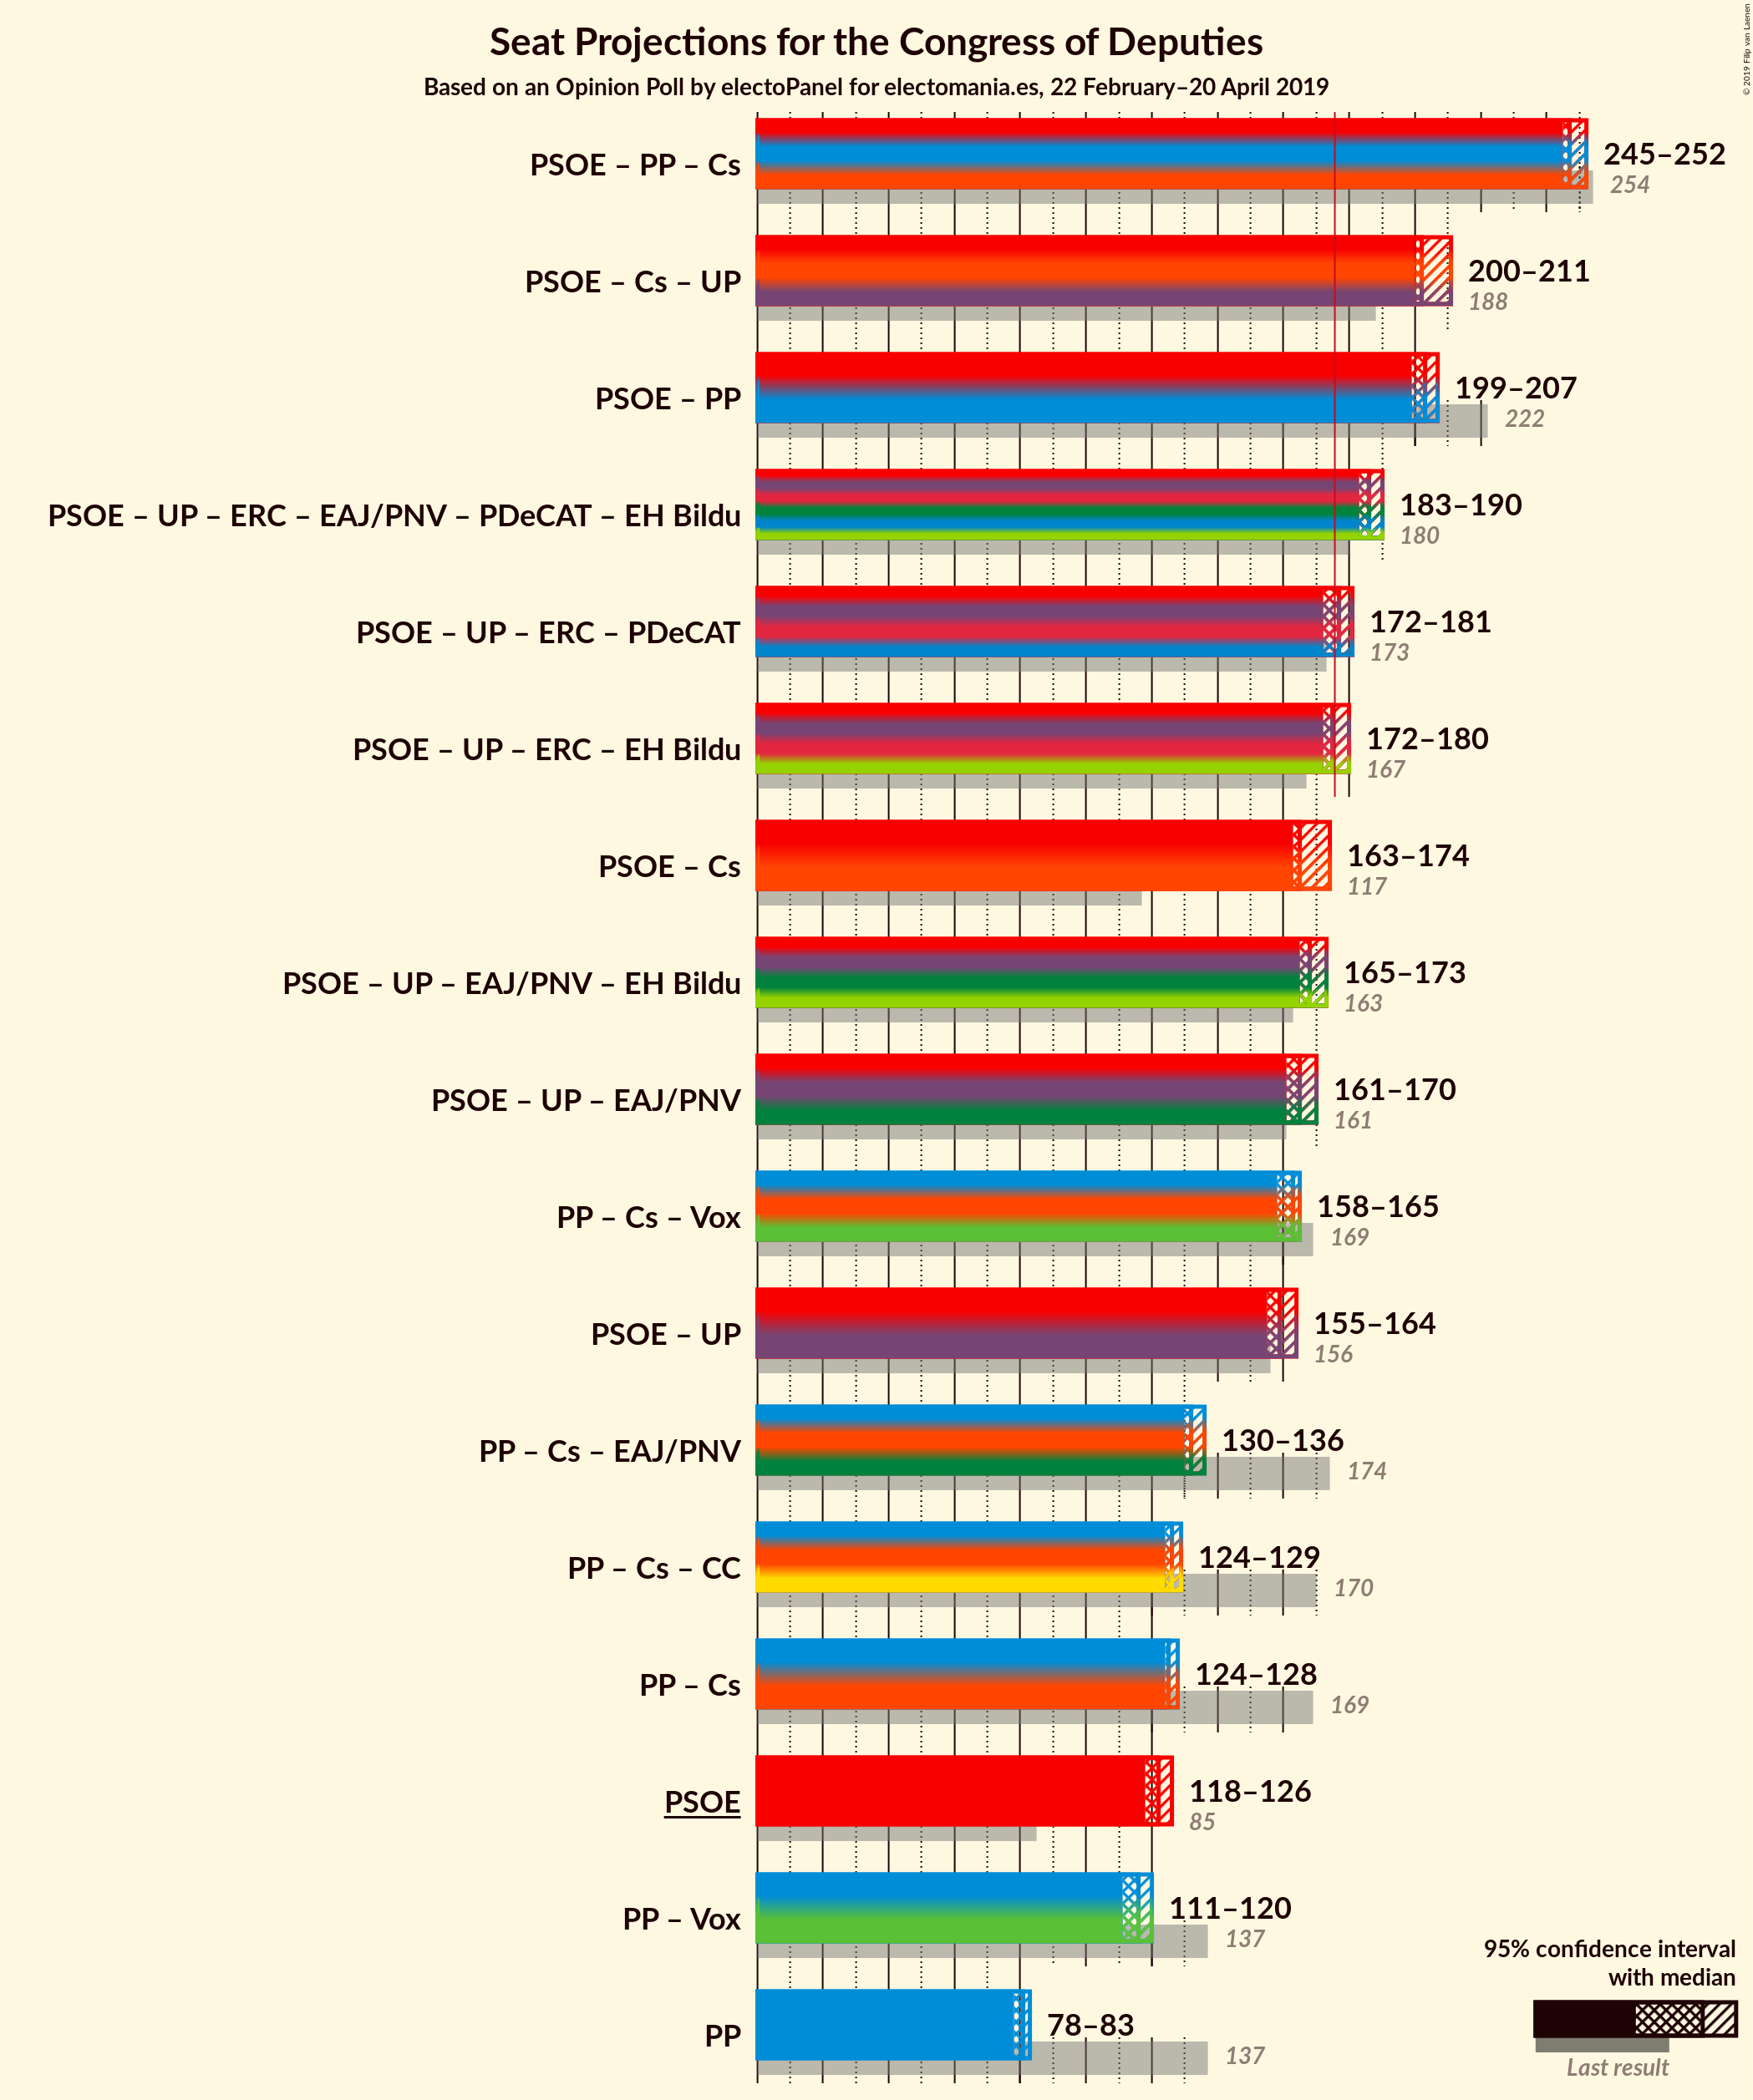 Seat Projections for the Congress of Deputies
Based on an Opinion Poll by electoPanel for electomania.es, 22 February–20 April 2019
© 2019 Filip van Laenen
PSOE – PP – Cs
245–252
254
PSOE – Cs – UP
200–211
188
PSOE – PP
199–207
222
PSOE – UP – ERC – EAJ/PNV – PDeCAT – EH Bildu
183–190
180
PSOE – UP – ERC – PDeCAT
172–181
173
PSOE – UP – ERC – EH Bildu
172–180
167
PSOE – Cs
163–174
117
PSOE – UP – EAJ/PNV – EH Bildu
165–173
163
PSOE – UP – EAJ/PNV
161–170
161
PP – Cs – Vox
158–165
169
PSOE – UP
155–164
156
PP – Cs – EAJ/PNV
130–136
174
PP – Cs – CC
124–129
170
PP – Cs
124–128
169
PSOE
118–126
85
PP – Vox
111–120
137
PP
78–83
137
95% confidence interval
with median
Last result